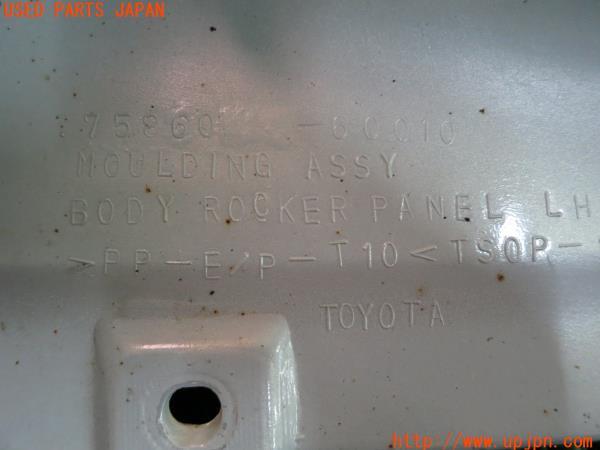 USED PARTS JAPAN
75860-60010
MOULDING ASSY
BODY ROCKER PANEL LH
>PP-E/P-T10<TSOP-
TOYOTA
http://www.upjpn.com